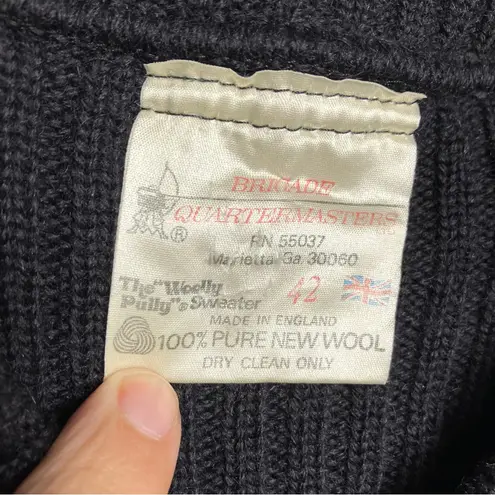 BRIGADE
QUARTERMASTERS
®
RN 55037
Marietta Ga 30060
The "Woolly
Pully"® Sweater 42
MADE IN ENGLAND
100% PURE NEW WOOL
DRY CLEAN ONLY